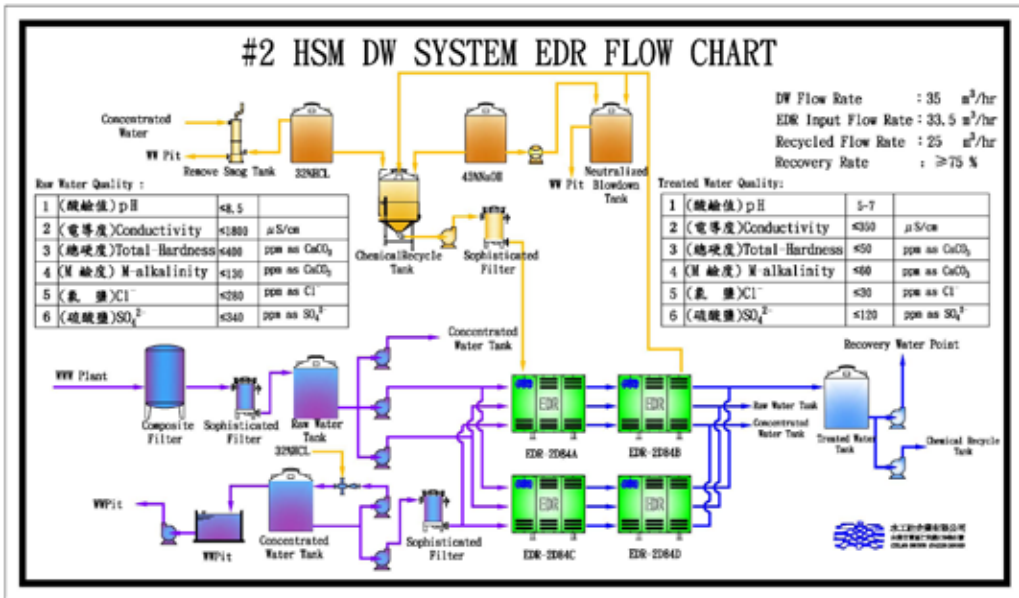 #2 HSM DW SYSTEM EDR FLOW CHART
DW Flow Rate : 35 m³/hr
EDR Input Flow Rate : 33.5 m³/hr
Recycled Flow Rate : 25 m³/hr
Recovery Rate : ≥75 %
Concentrated
Water
WW Pit
Remove Smog Tank
32%HCL
45%NaOH
WW Pit
Neutralized
Blowdown
Tank
ChemicalRecycle
Tank
Sophisticated
Filter
Raw Water Quality :
1 (酸鹼值)pH ≤8.5
2 (電導度)Conductivity ≤1800 μS/cm
3 (總硬度)Total-Hardness ≤400 ppm as CaCO₃
4 (M 鹼度) M-alkalinity ≤130 ppm as CaCO₃
5 (氯 鹽)Cl⁻ ≤280 ppm as Cl⁻
6 (硫酸鹽)SO₄²⁻ ≤340 ppm as SO₄²⁻
Treated Water Quality:
1 (酸鹼值)pH 5-7
2 (電導度)Conductivity ≤350 μS/cm
3 (總硬度)Total-Hardness ≤50 ppm as CaCO₃
4 (M 鹼度) M-alkalinity ≤60 ppm as CaCO₃
5 (氯 鹽)Cl⁻ ≤30 ppm as Cl⁻
6 (硫酸鹽)SO₄²⁻ ≤120 ppm as SO₄²⁻
Concentrated
Water Tank
Recovery Water Point
WWW Plant
Composite
Filter
Sophisticated
Filter
Raw Water
Tank
EDR
EDR
EDR-2D84A
EDR-2D84B
Raw Water Tank
Concentrated
Water Tank
Treated Water
Tank
Chemical Recycle
Tank
32%HCL
WWPit
WWPit
Concentrated
Water Tank
Sophisticated
Filter
EDR
EDR
EDR-2D84C
EDR-2D84D